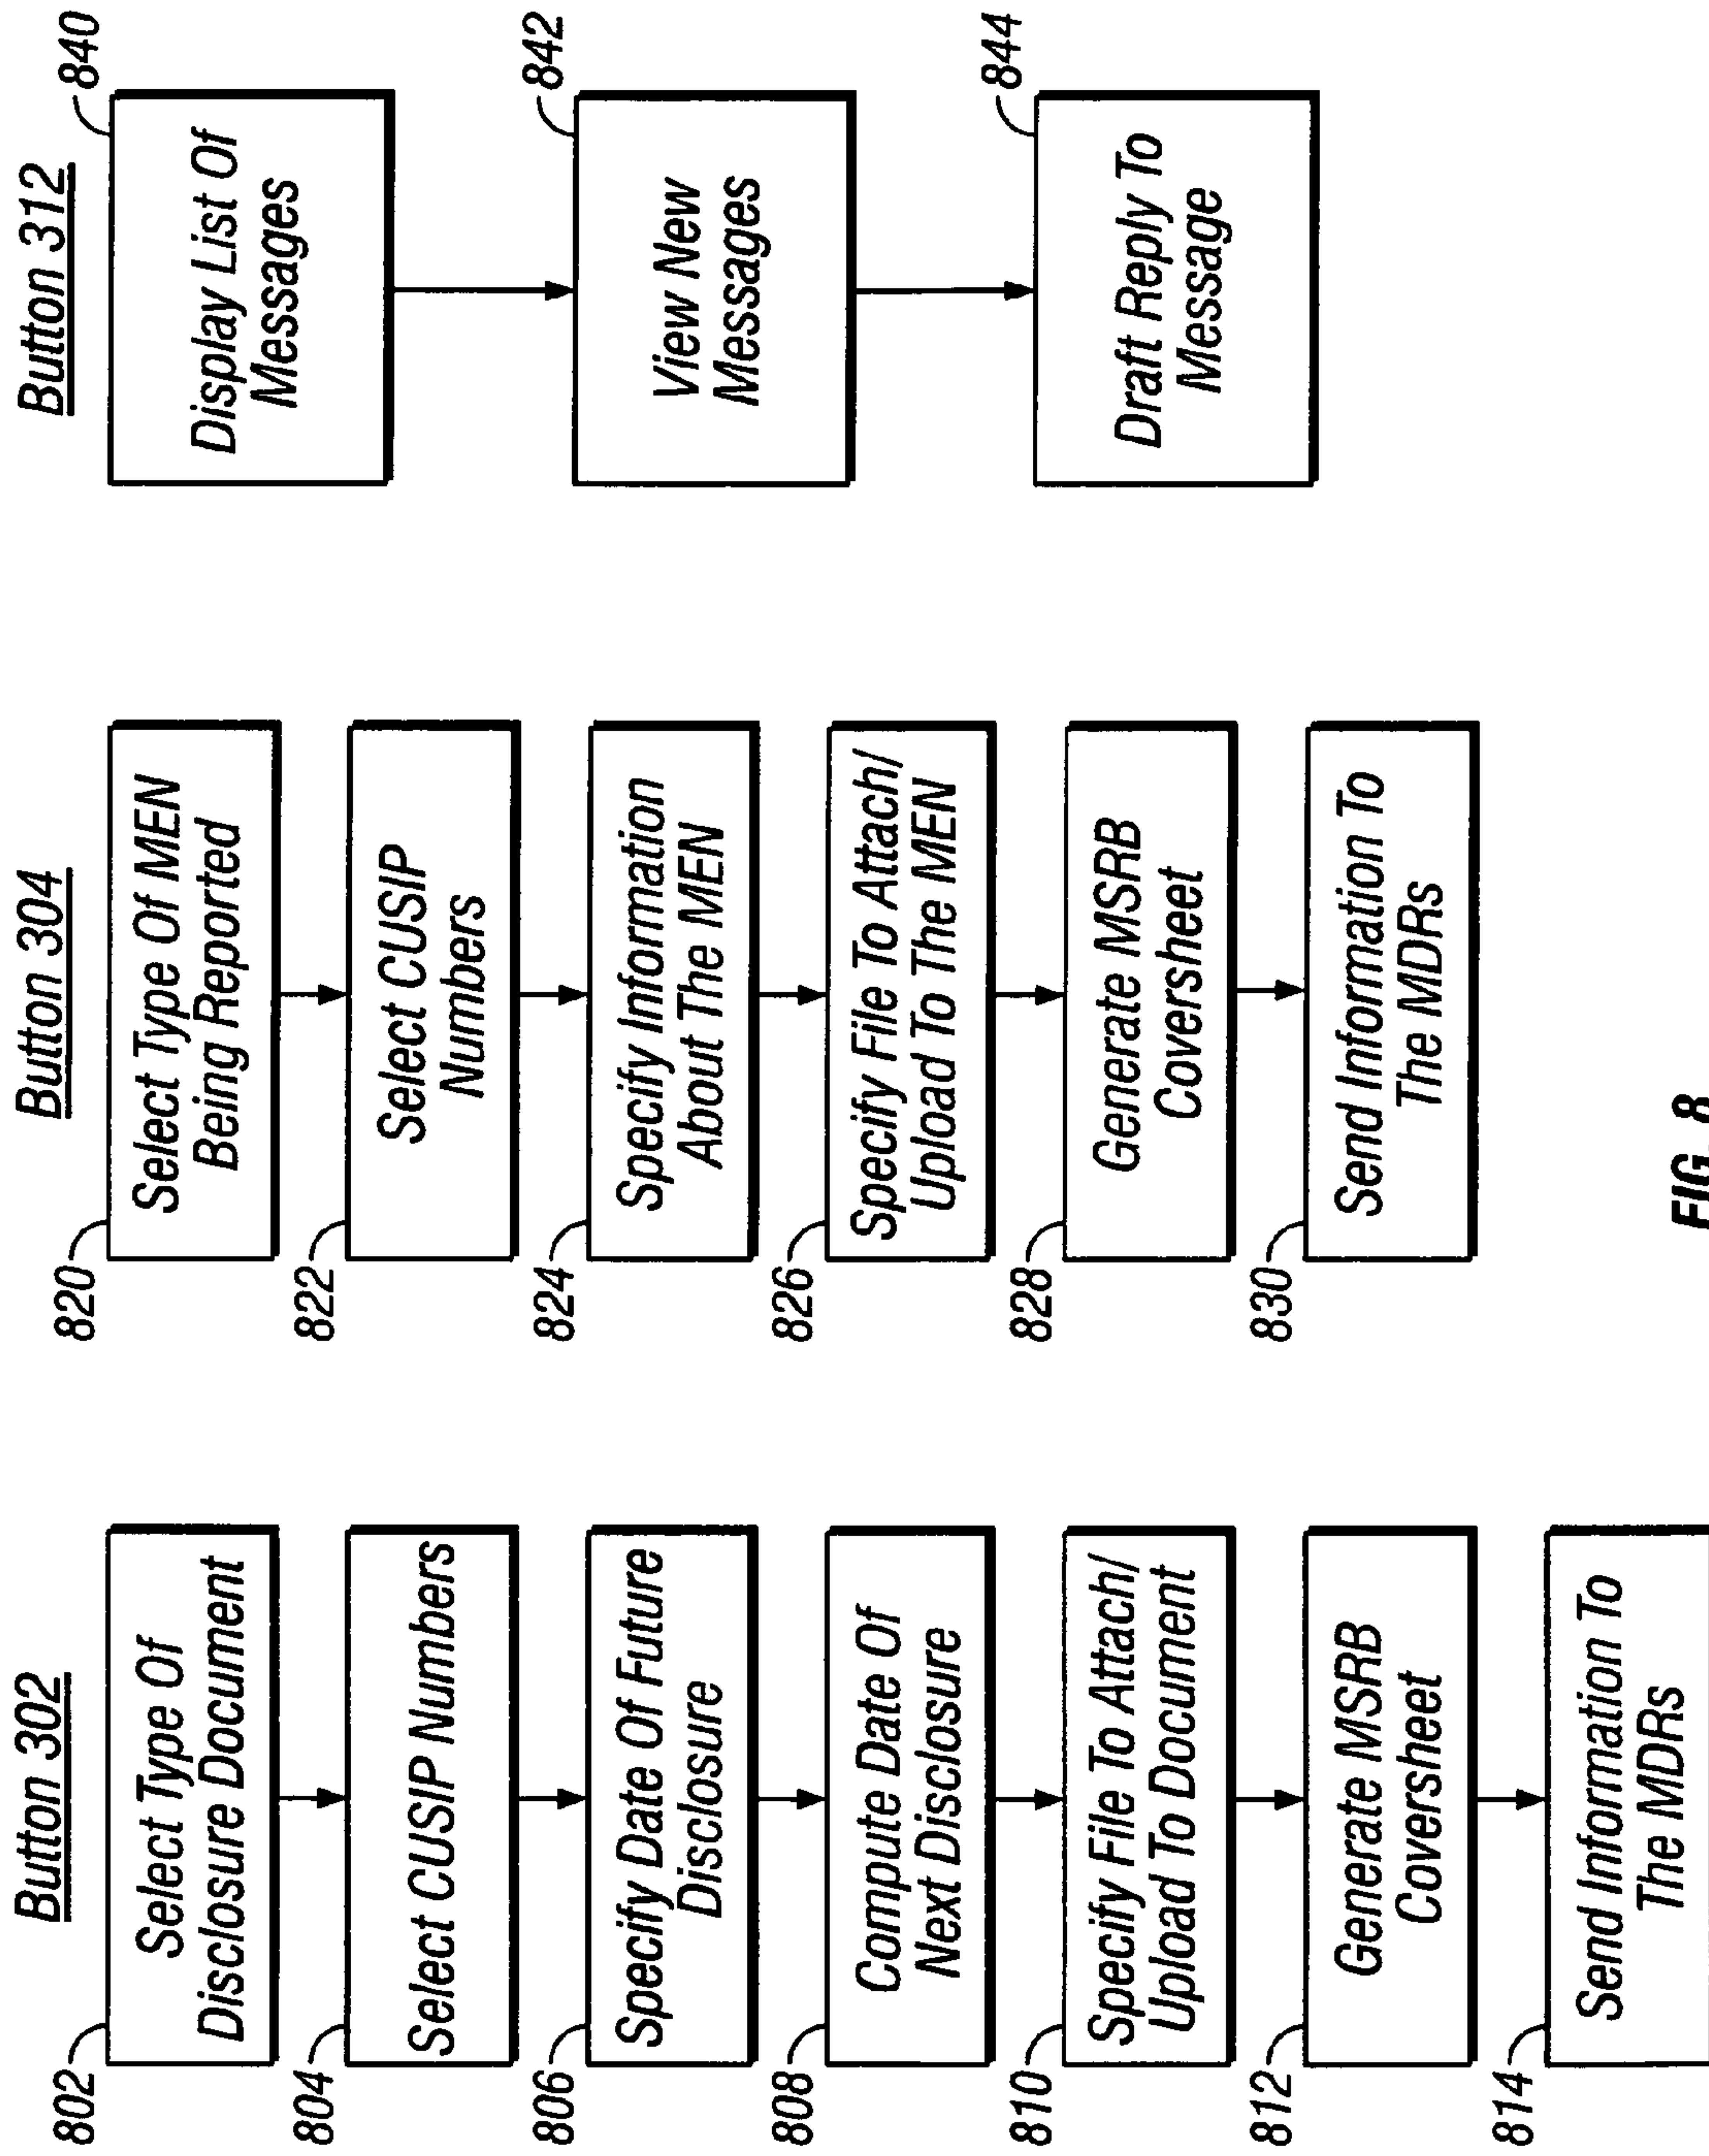 Button 302
802
Select Type Of
Disclosure Document
804
Select CUSIP Numbers
806
Specify Date Of Future
Disclosure
808
Compute Date Of
Next Disclosure
810
Specify File To Attach/
Upload To Document
812
Generate MSRB
Coversheet
814
Send Information To
The MDRs
Button 304
820
Select Type Of MEN
Being Reported
822
Select CUSIP
Numbers
824
Specify Information
About The MEN
826
Specify File To Attach/
Upload To The MEN
828
Generate MSRB
Coversheet
830
Send Information To
The MDRs
Button 312
840
Display List Of
Messages
842
View New
Messages
844
Draft Reply To
Message
FIG. 8